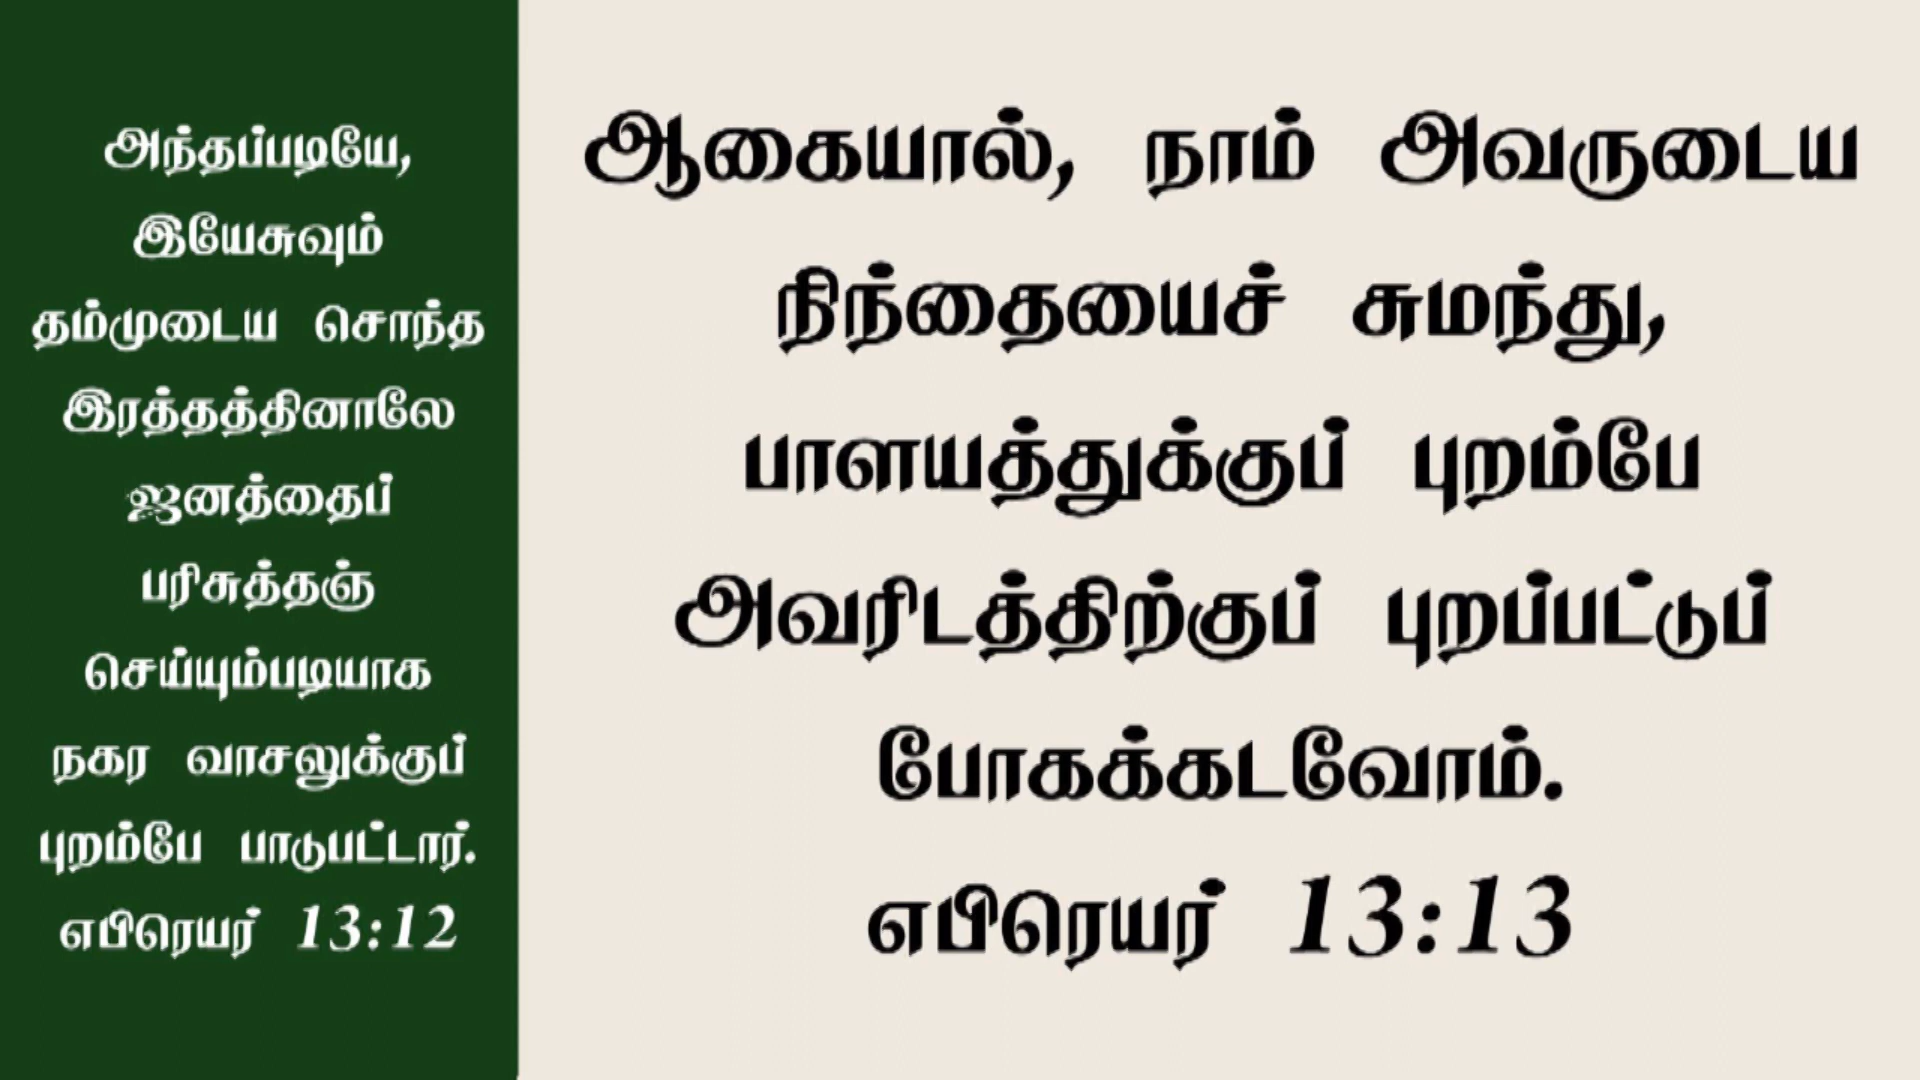 அந்தப்படியே,
இயேசுவும்
தம்முடைய சொந்த
இரத்தத்தினாலே
ஜனத்தைப்
பரிசுத்தஞ்
செய்யும்படியாக
நகர வாசலுக்குப்
புறம்பே பாடுபட்டார்.
எபிரெயர் 13:12
ஆகையால், நாம் அவருடைய
நிந்தையைச் சுமந்து,
பாளயத்துக்குப் புறம்பே
அவரிடத்திற்குப் புறப்பட்டுப்
போகக்கடவோம்.
எபிரெயர் 13:13